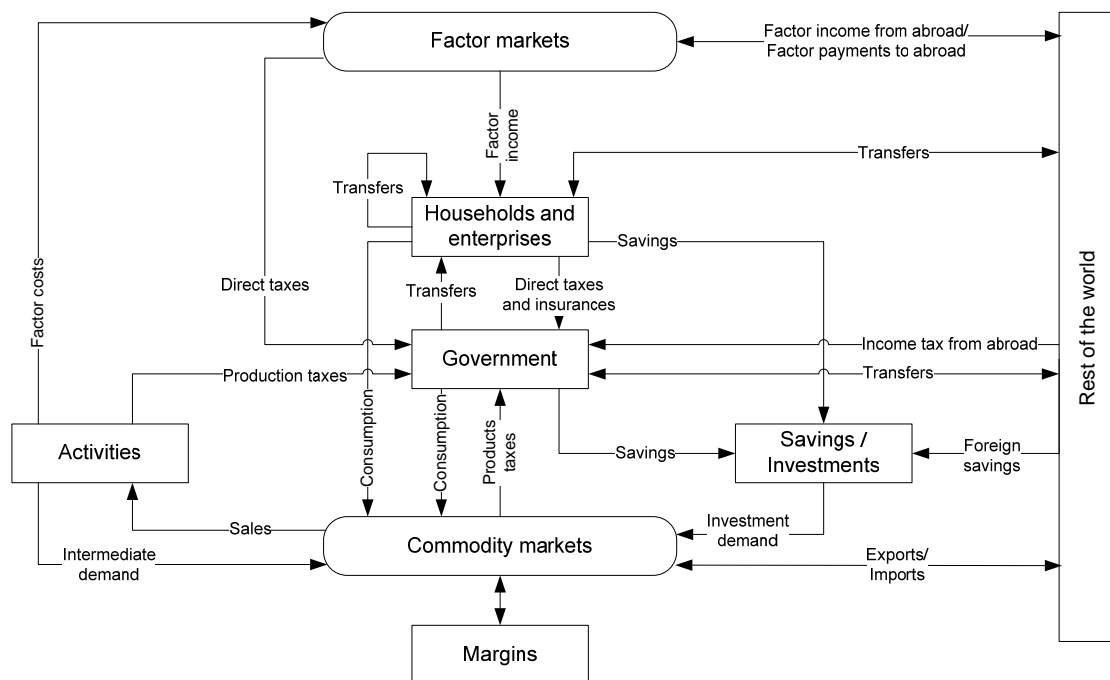 Factor markets
Factor income from abroad/
Factor payments to abroad
Factor
income
Transfers
Transfers
Households and
enterprises
Savings
Rest of the world
Factor costs
Direct taxes
Transfers
Direct taxes
and insurances
Government
Income tax from abroad
Production taxes
Transfers
Activities
Consumption
Consumption
Products
taxes
Savings
Savings /
Investments
Foreign
savings
Sales
Commodity markets
Investment
demand
Intermediate
demand
Exports/
Imports
Margins